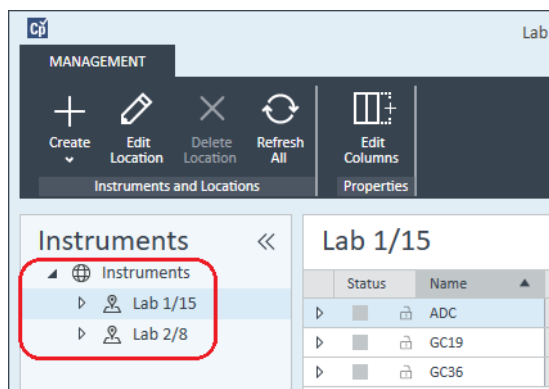 Cp
Lab
MANAGEMENT
Create
Edit Location
Delete Location
Refresh All
Edit Columns
Instruments and Locations
Properties
Instruments
Instruments
Lab 1/15
Lab 2/8
Lab 1/15
Status Name
ADC
GC19
GC36